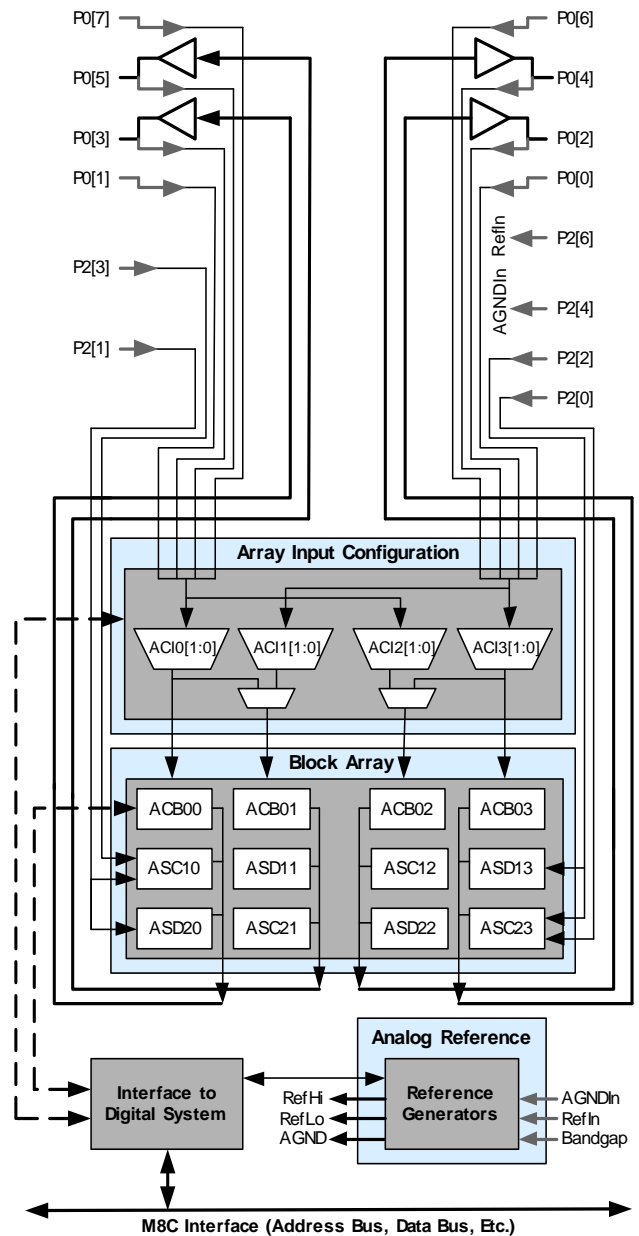 P0[7]
P0[6]
P0[5]
P0[4]
P0[3]
P0[2]
P0[1]
P0[0]
P2[3]
P2[1]
RefIn
AGNDIn
P2[6]
P2[4]
P2[2]
P2[0]
Array Input Configuration
ACI0[1:0]
ACI1[1:0]
ACI2[1:0]
ACI3[1:0]
Block Array
ACB00
ACB01
ACB02
ACB03
ASC10
ASD11
ASC12
ASD13
ASD20
ASC21
ASD22
ASC23
Analog Reference
Interface to
Digital System
RefHi
RefLo
AGND
Reference
Generators
AGNDIn
RefIn
Bandgap
M8C Interface (Address Bus, Data Bus, Etc.)